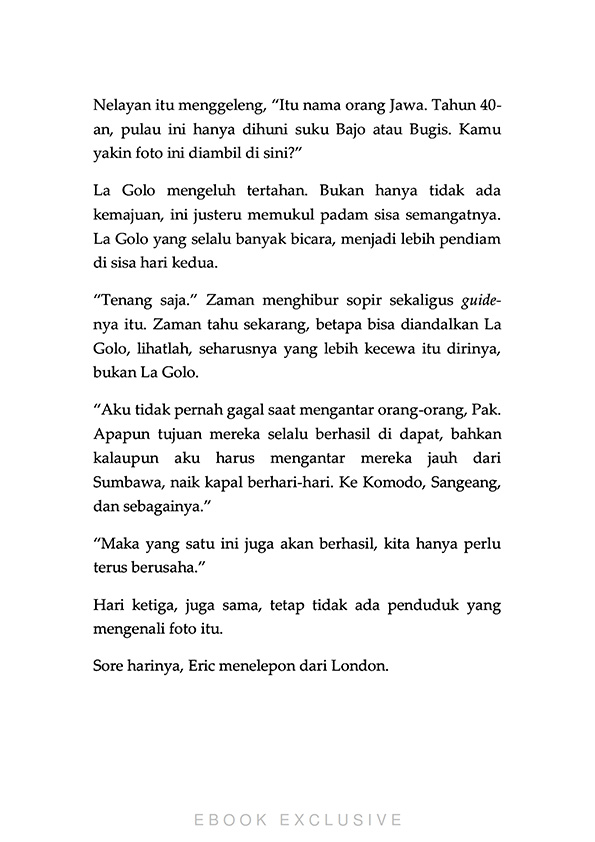 Nelayan itu menggeleng, “Itu nama orang Jawa. Tahun 40-
an, pulau ini hanya dihuni suku Bajo atau Bugis. Kamu
yakin foto ini diambil di sini?”
La Golo mengeluh tertahan. Bukan hanya tidak ada
kemajuan, ini justeru memukul padam sisa semangatnya.
La Golo yang selalu banyak bicara, menjadi lebih pendiam
di sisa hari kedua.
“Tenang saja.” Zaman menghibur sopir sekaligus guide-
nya itu. Zaman tahu sekarang, betapa bisa diandalkan La
Golo, lihatlah, seharusnya yang lebih kecewa itu dirinya,
bukan La Golo.
“Aku tidak pernah gagal saat mengantar orang-orang, Pak.
Apapun tujuan mereka selalu berhasil di dapat, bahkan
kalaupun aku harus mengantar mereka jauh dari
Sumbawa, naik kapal berhari-hari. Ke Komodo, Sangeang,
dan sebagainya.”
“Maka yang satu ini juga akan berhasil, kita hanya perlu
terus berusaha.”
Hari ketiga, juga sama, tetap tidak ada penduduk yang
mengenali foto itu.
Sore harinya, Eric menelepon dari London.
EBOOK EXCLUSIVE